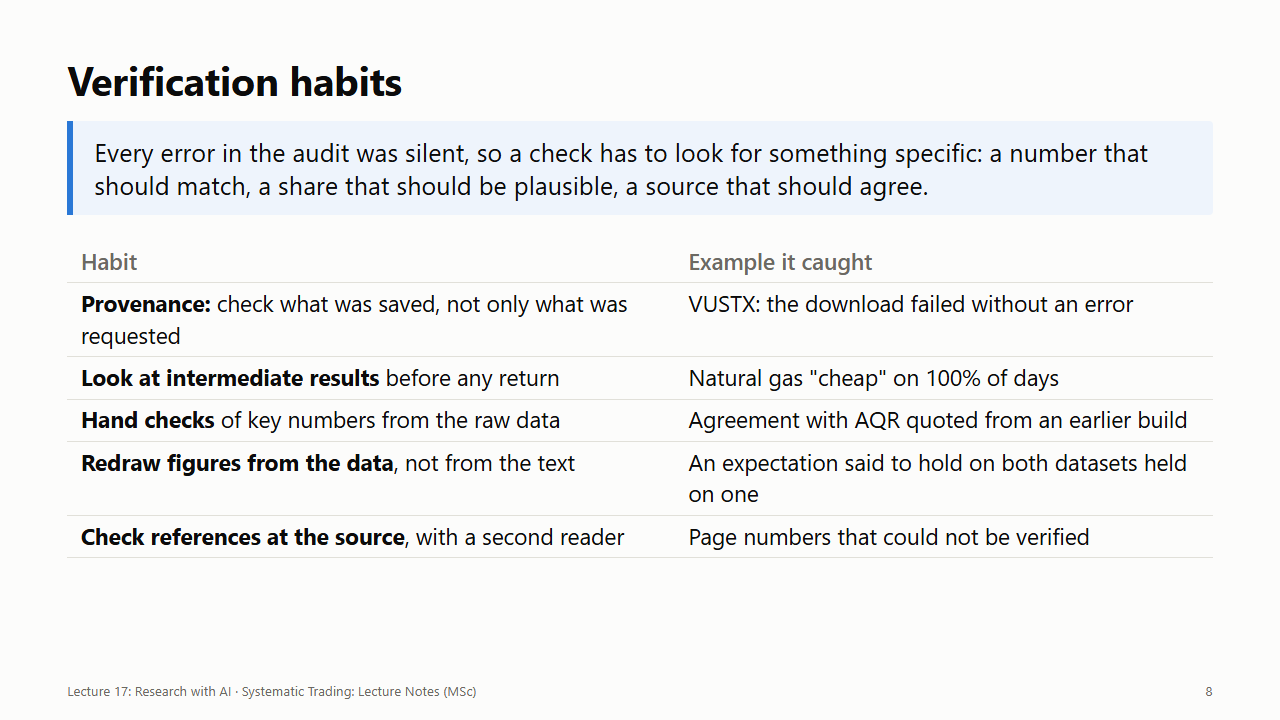 Verification habits
Every error in the audit was silent, so a check has to look for something specific: a number that
should match, a share that should be plausible, a source that should agree.
Habit
Example it caught
Provenance: check what was saved, not only what was
requested
VUSTX: the download failed without an error
Look at intermediate results before any return
Natural gas "cheap" on 100% of days
Hand checks of key numbers from the raw data
Agreement with AQR quoted from an earlier build
Redraw figures from the data, not from the text
An expectation said to hold on both datasets held
on one
Check references at the source, with a second reader
Page numbers that could not be verified
Lecture 17: Research with AI · Systematic Trading: Lecture Notes (MSc)
8